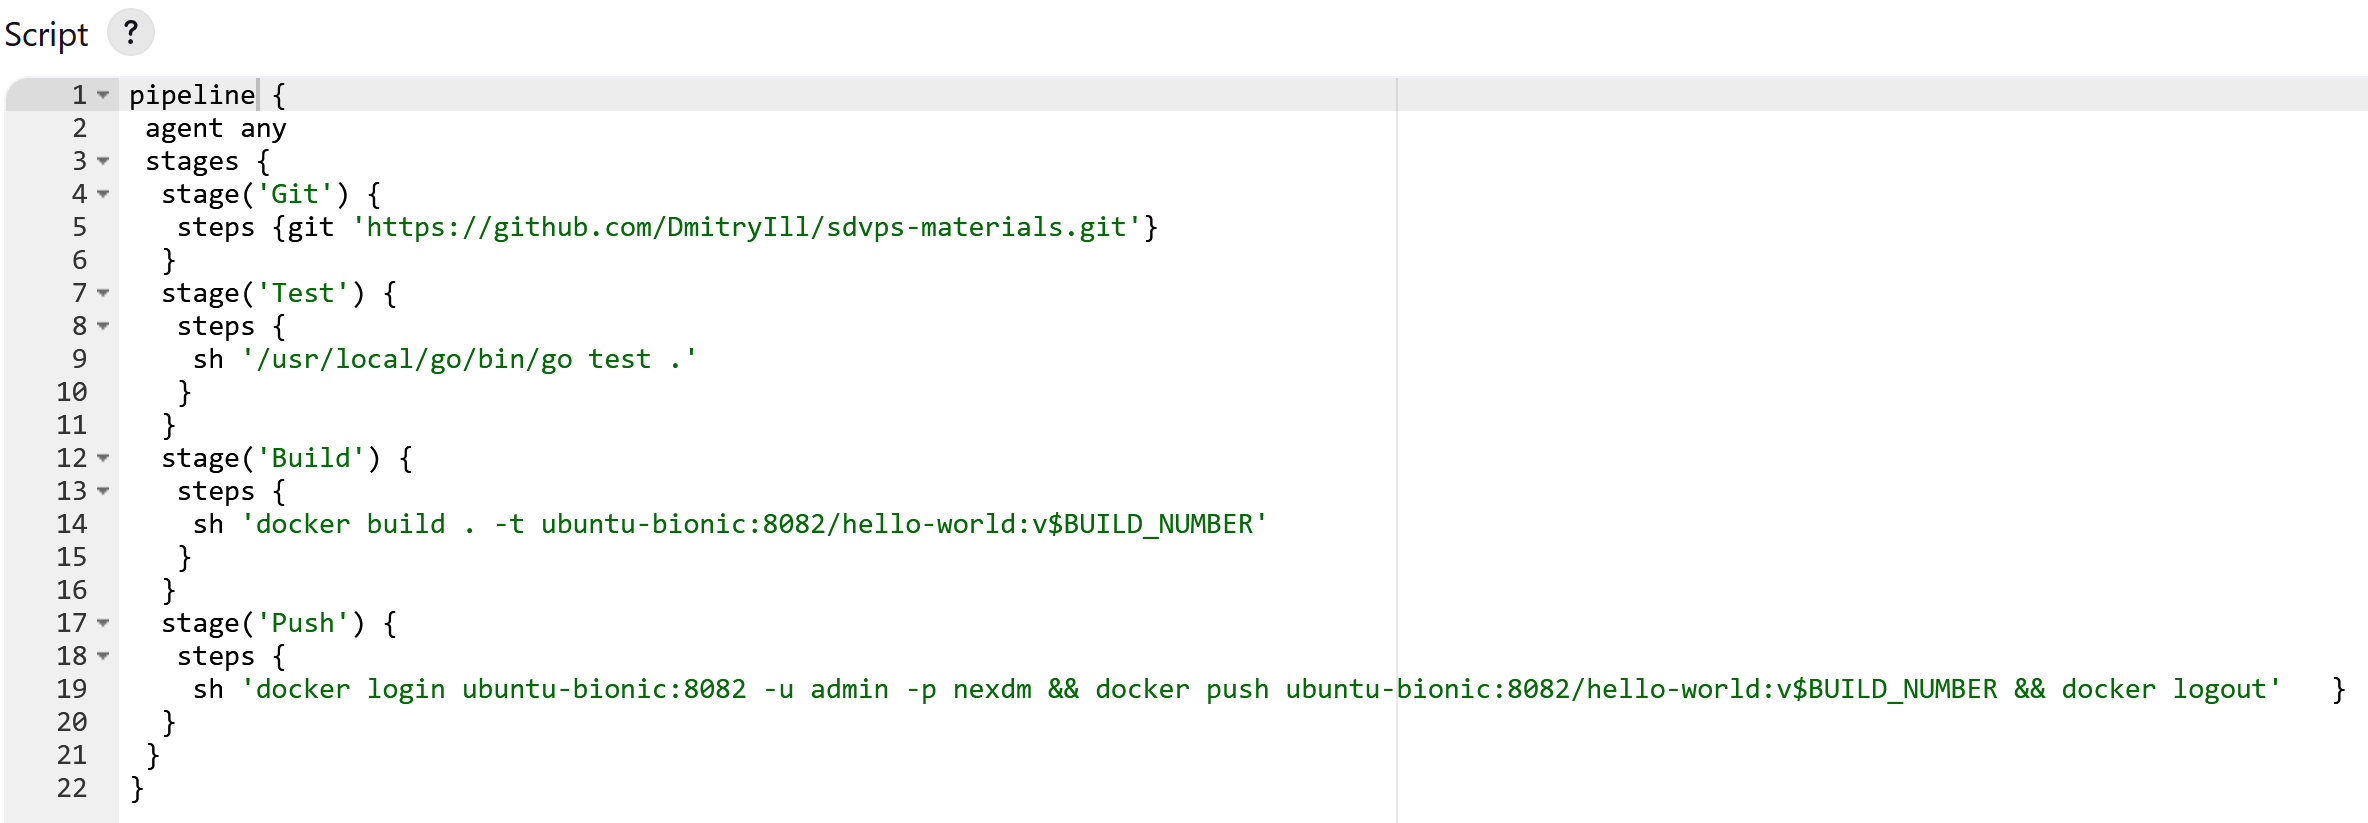 Script ?
1 pipeline {
2  agent any
3  stages {
4   stage('Git') {
5    steps {git 'https://github.com/DmitryIll/sdvps-materials.git'}
6   }
7   stage('Test') {
8    steps {
9     sh '/usr/local/go/bin/go test .'
10    }
11   }
12   stage('Build') {
13    steps {
14     sh 'docker build . -t ubuntu-bionic:8082/hello-world:v$BUILD_NUMBER'
15    }
16   }
17   stage('Push') {
18    steps {
19     sh 'docker login ubuntu-bionic:8082 -u admin -p nexdm && docker push ubuntu-bionic:8082/hello-world:v$BUILD_NUMBER && docker logout'   }
20   }
21  }
22 }